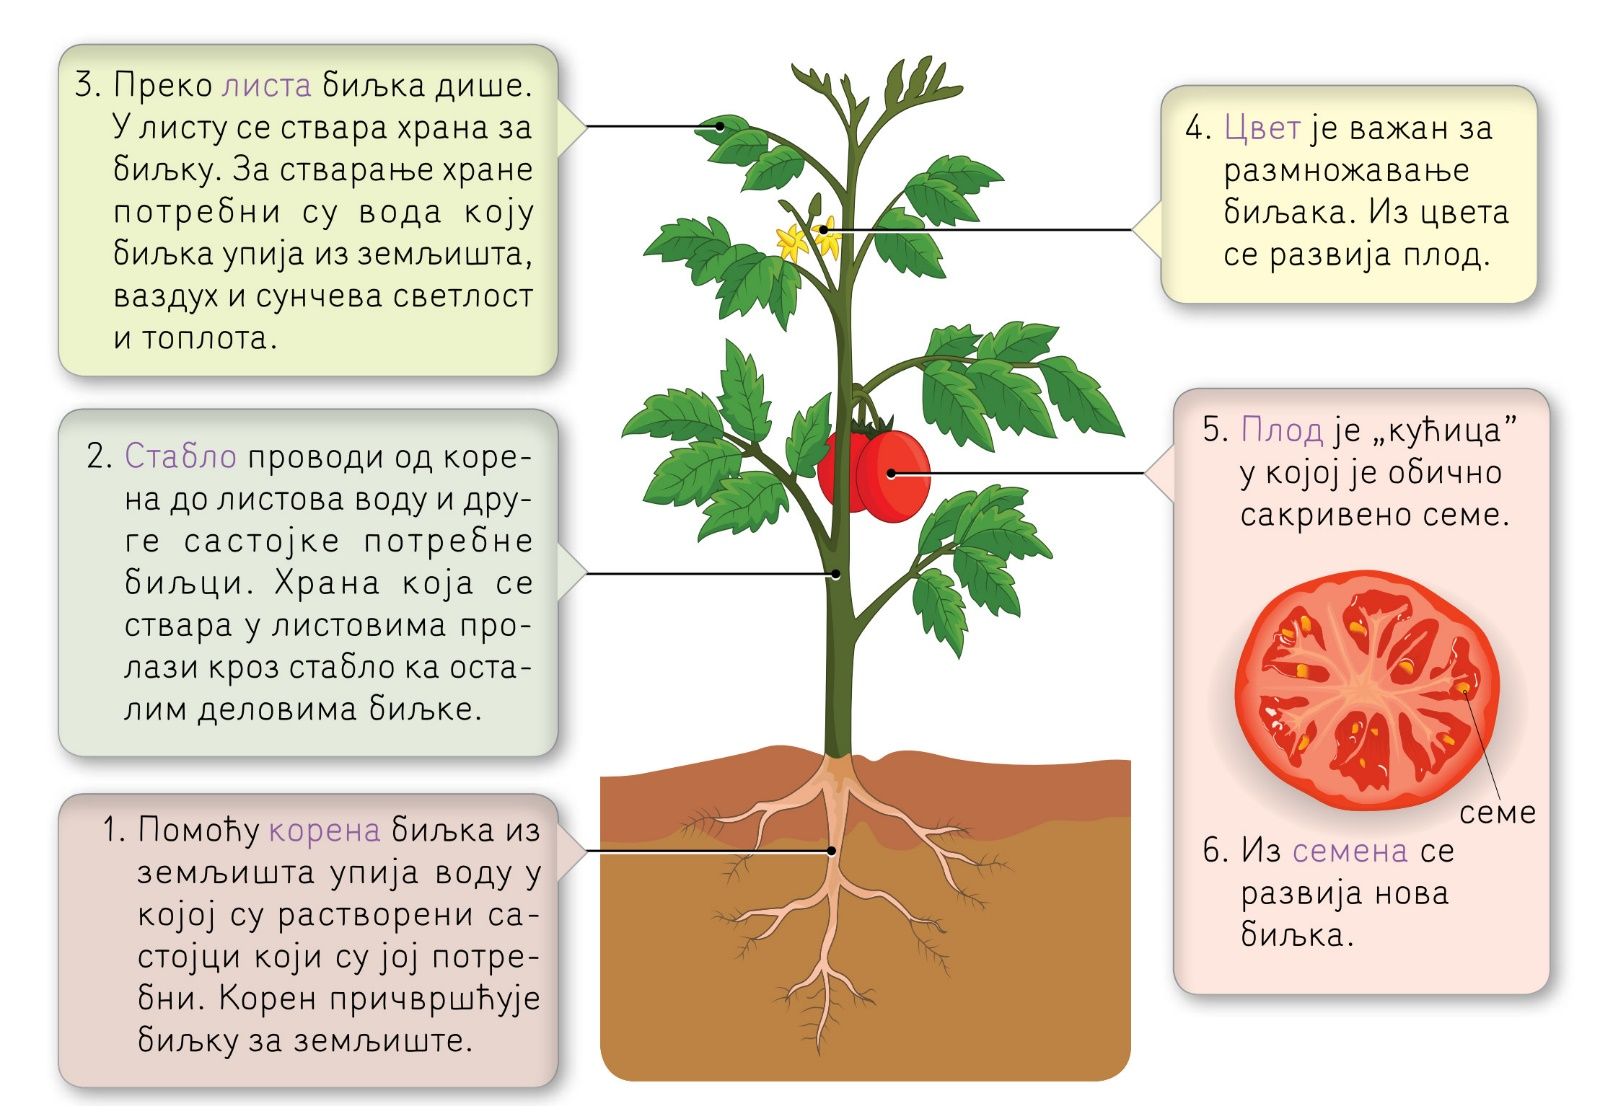 3. Преко листа биљка дише.
У листу се ствара храна за
биљку. За стварање хране
потребни су вода коју
биљка упија из земљишта,
ваздух и сунчева светлост
и топлота.
2. Стабло проводи од коре-
на до листова воду и дру-
ге састојке потребне
биљци. Храна која се
ствара у листовима про-
лази кроз стабло ка оста-
лим деловима биљке.
1. Помоћу корена биљка из
земљишта упија воду у
којој су растворени са-
стојци који су јој потре-
бни. Корен причвршћује
биљку за земљиште.
4. Цвет је важан за
размножавање
биљака. Из цвета
се развија плод.
5. Плод је „кућица”
у којој је обично
сакривено семе.
семе
6. Из семена се
развија нова
биљка.